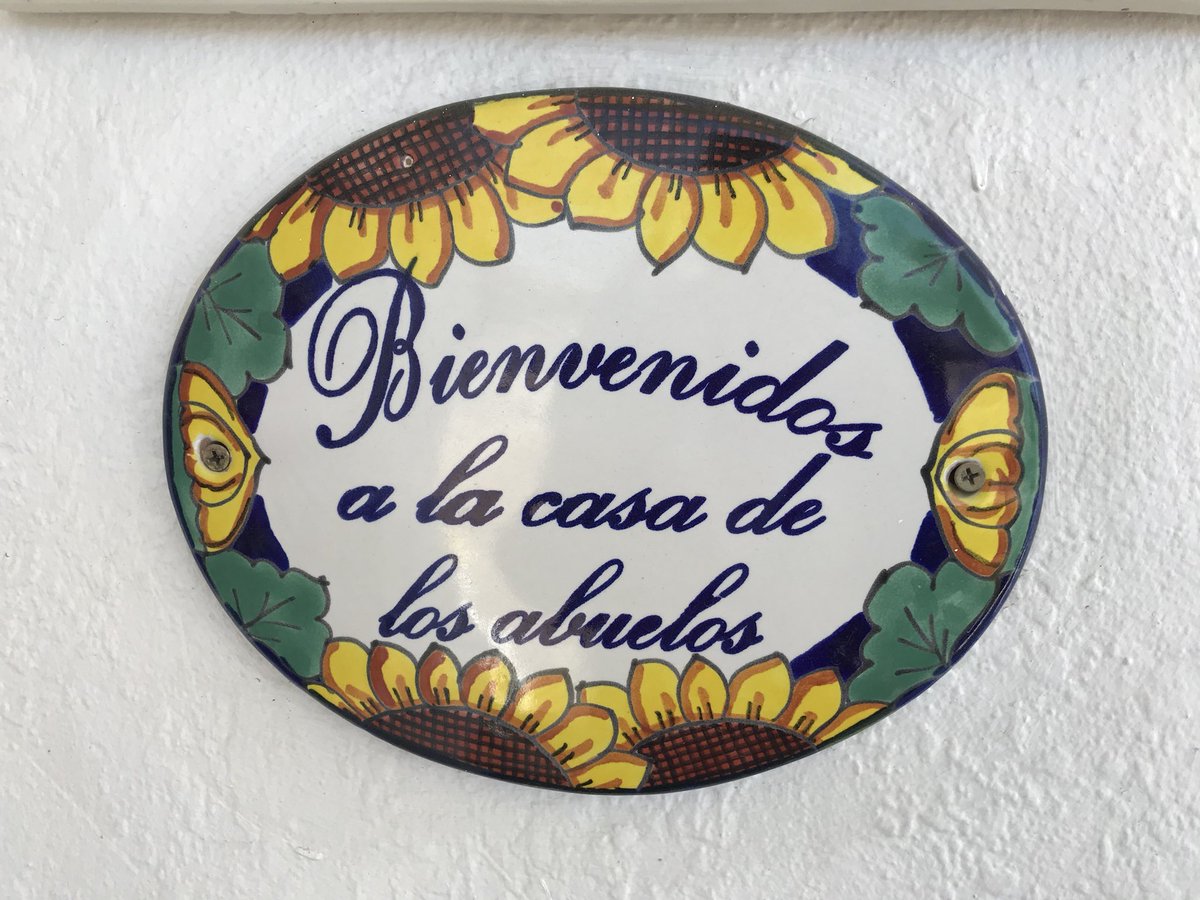 Bienvenidos
a la casa de
los abuelos